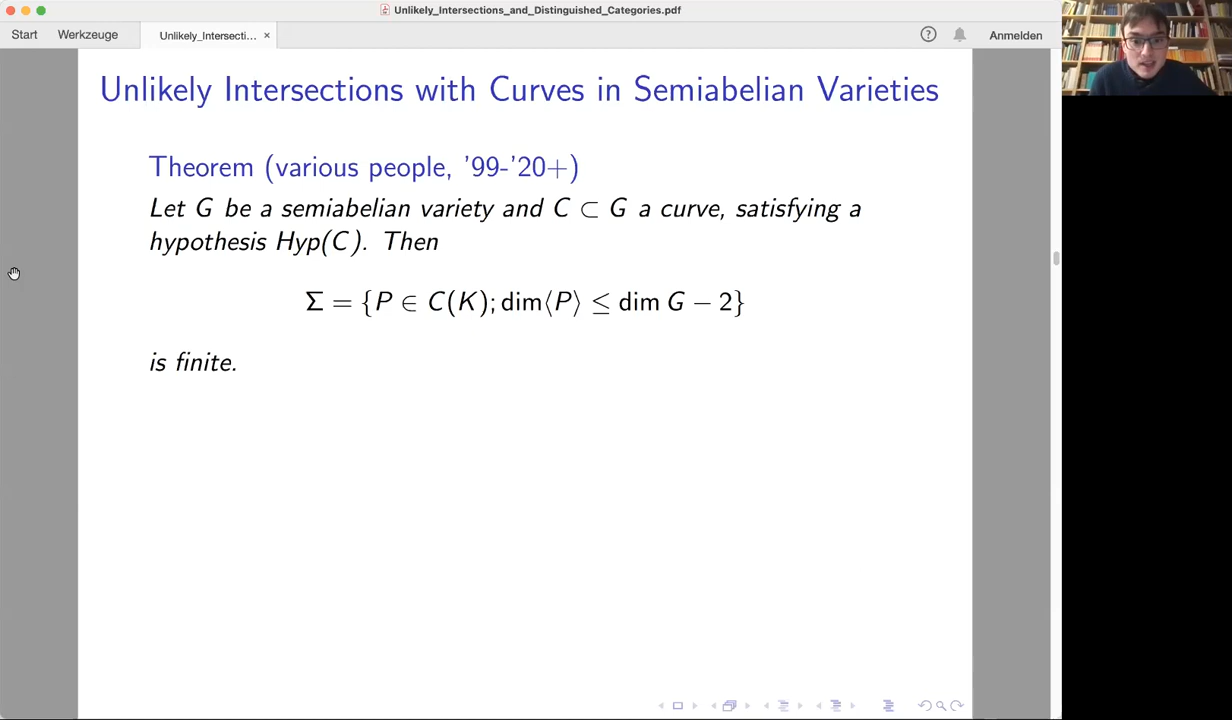 Unlikely_Intersections_and_Distinguished_Categories.pdf
Start Werkzeuge Unlikely_Intersecti... × ? Anmelden
Unlikely Intersections with Curves in Semiabelian Varieties
Theorem (various people, '99-'20+)
Let G be a semiabelian variety and C ⊂ G a curve, satisfying a
hypothesis Hyp(C). Then
Σ = {P ∈ C(K); dim⟨P⟩ ≤ dim G − 2}
is finite.